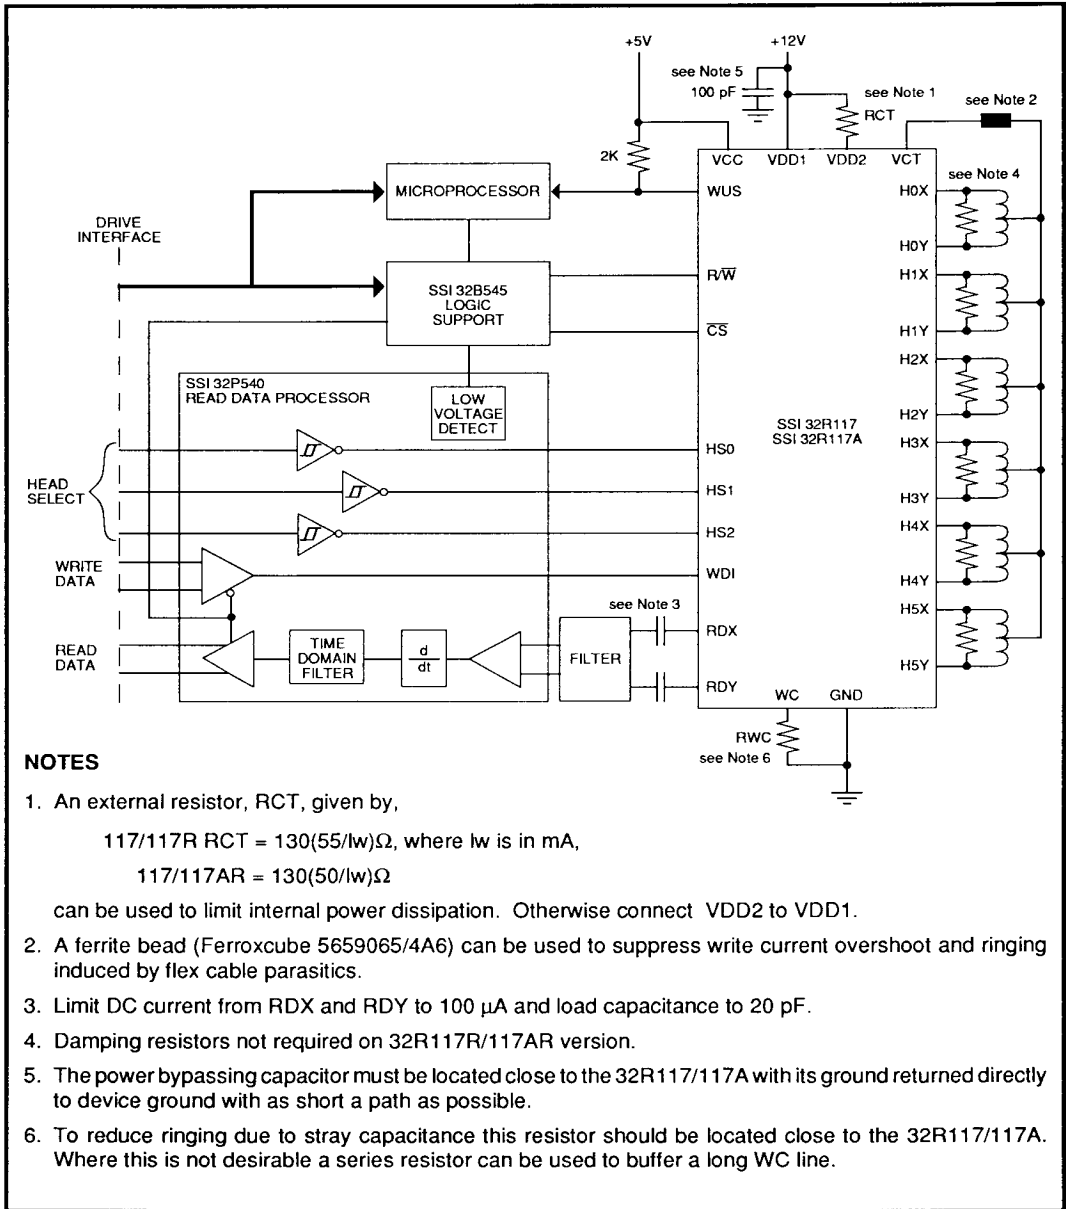 +5V
+12V
see Note 5
100 pF
see Note 1
RCT
see Note 2
2K
VCC VDD1 VDD2 VCT
MICROPROCESSOR
WUS
see Note 4
H0X
H0Y
DRIVE
INTERFACE
SSI 32B545
LOGIC
SUPPORT
R/W̅
C̅S̅
H1X
H1Y
SSI 32P540
READ DATA PROCESSOR
LOW
VOLTAGE
DETECT
H2X
H2Y
SSI 32R117
SSI 32R117A
HEAD
SELECT
HS0
HS1
HS2
H3X
H3Y
H4X
H4Y
WRITE
DATA
WDI
see Note 3
H5X
H5Y
READ
DATA
TIME
DOMAIN
FILTER
d
dt
FILTER
RDX
RDY
WC GND
RWC
see Note 6
NOTES
1. An external resistor, RCT, given by,
117/117R RCT = 130(55/Iw)Ω, where Iw is in mA,
117/117AR = 130(50/Iw)Ω
can be used to limit internal power dissipation. Otherwise connect VDD2 to VDD1.
2. A ferrite bead (Ferroxcube 5659065/4A6) can be used to suppress write current overshoot and ringing
induced by flex cable parasitics.
3. Limit DC current from RDX and RDY to 100 µA and load capacitance to 20 pF.
4. Damping resistors not required on 32R117R/117AR version.
5. The power bypassing capacitor must be located close to the 32R117/117A with its ground returned directly
to device ground with as short a path as possible.
6. To reduce ringing due to stray capacitance this resistor should be located close to the 32R117/117A.
Where this is not desirable a series resistor can be used to buffer a long WC line.